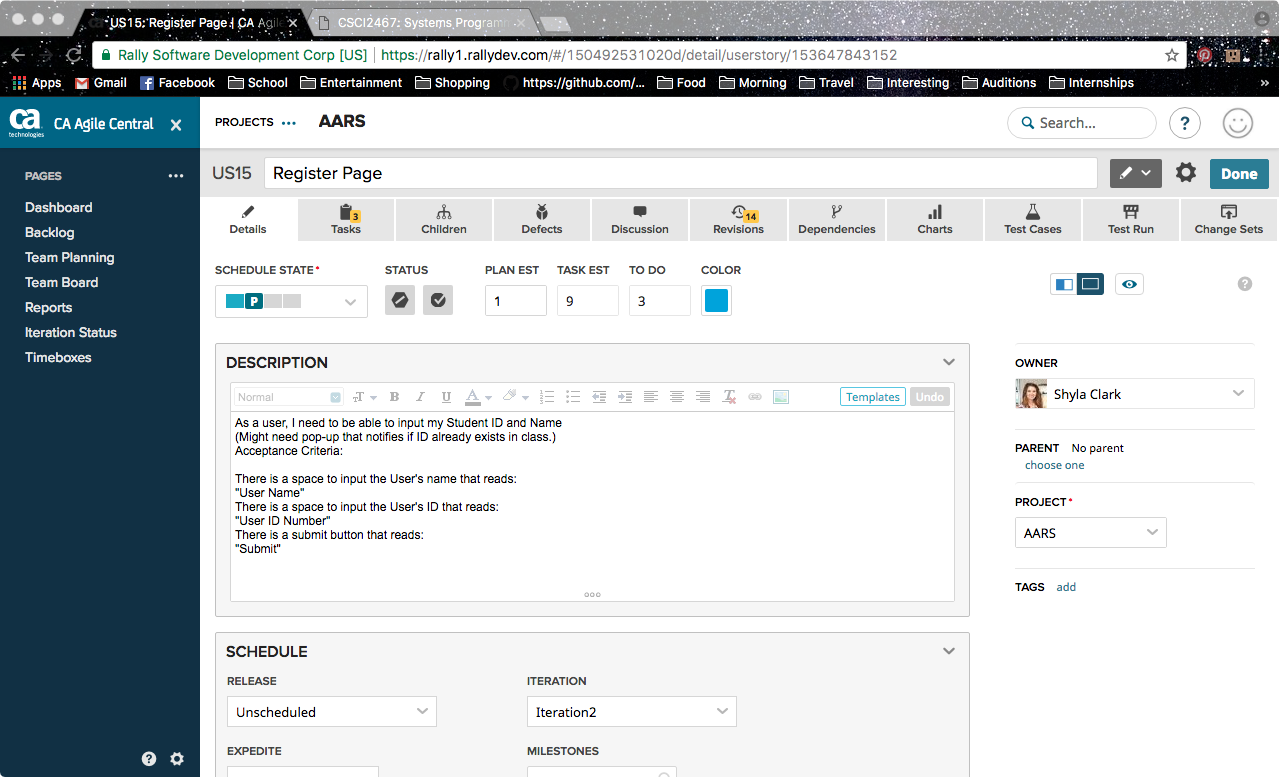 US15: Register Page | CA Agile
CSCI2467: Systems Programm
Rally Software Development Corp [US] | https://rally1.rallydev.com/#/150492531020d/detail/userstory/153647843152
Apps Gmail Facebook School Entertainment Shopping https://github.com/... Food Morning Travel Interesting Auditions Internships »
ca technologies CA Agile Central
PROJECTS ... AARS Search... ?
PAGES ...
US15 Register Page Done
Dashboard
Backlog
Team Planning
Team Board
Reports
Iteration Status
Timeboxes
Details Tasks 3 Children Defects Discussion Revisions 14 Dependencies Charts Test Cases Test Run Change Sets
SCHEDULE STATE* STATUS PLAN EST TASK EST TO DO COLOR
P 1 9 3 ?
DESCRIPTION
Normal T B I U A Templates Undo
As a user, I need to be able to input my Student ID and Name
(Might need pop-up that notifies if ID already exists in class.)
Acceptance Criteria:
There is a space to input the User's name that reads:
"User Name"
There is a space to input the User's ID that reads:
"User ID Number"
There is a submit button that reads:
"Submit"
OWNER
Shyla Clark
PARENT No parent
choose one
PROJECT*
AARS
TAGS add
SCHEDULE
RELEASE ITERATION
Unscheduled Iteration2
EXPEDITE MILESTONES
?